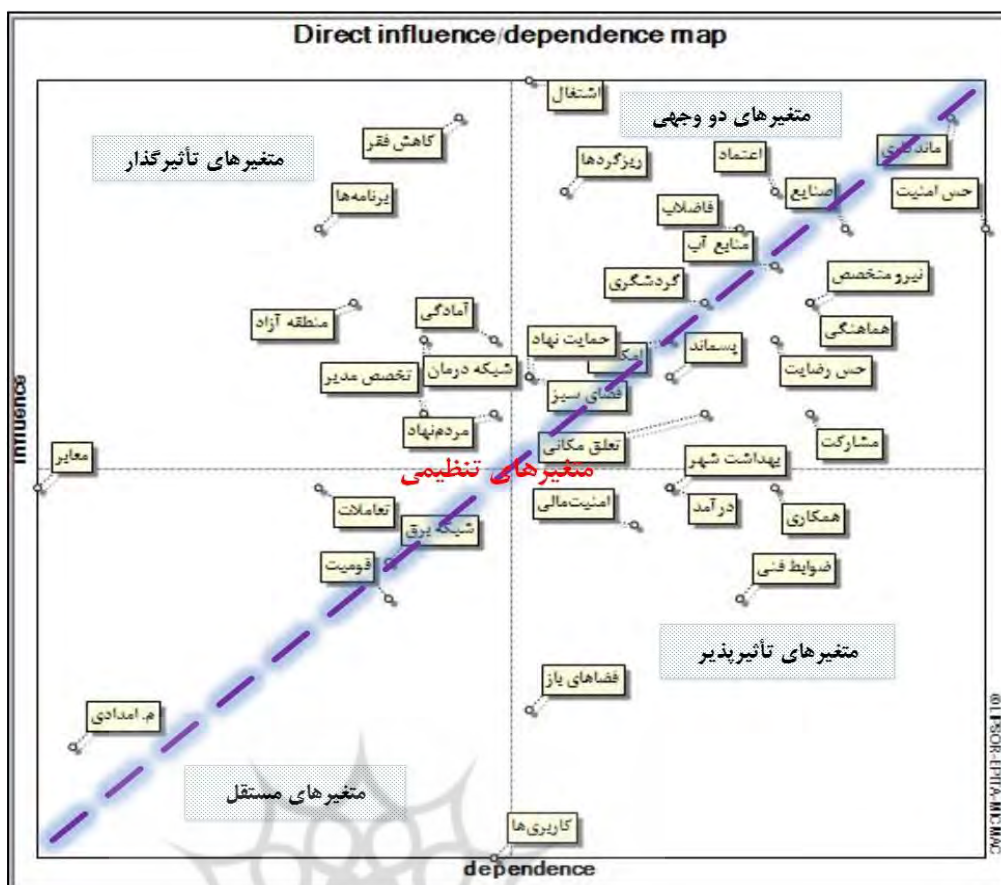 Direct influence/dependence map
اشتغال
متغیرهای دو وجهی
کاهش فقر
متغیرهای تأثیرگذار
ریزگردها
اعتماد
ماندگاری
برنامه‌ها
صنایع
حس امنیت
فاضلاب
منابع آب
گردشگری
نیرو متخصص
منطقه آزاد
آمادگی
حمایت نهاد
پسماند
هماهنگی
تخصص مدیر
شبکه درمان
حس رضایت
فضای سبز
مردم‌نهاد
تعلق مکانی
مشارکت
معابر
متغیرهای تنظیمی
بهداشت شهر
تعاملات
امنیت‌مالی
درآمد
همکاری
شبکه برق
قومیت
ضوابط فنی
متغیرهای تأثیرپذیر
فضاهای باز
م. امدادی
متغیرهای مستقل
کاربری‌ها
influence
dependence
©LIPSOR-EPITA-MICMAC